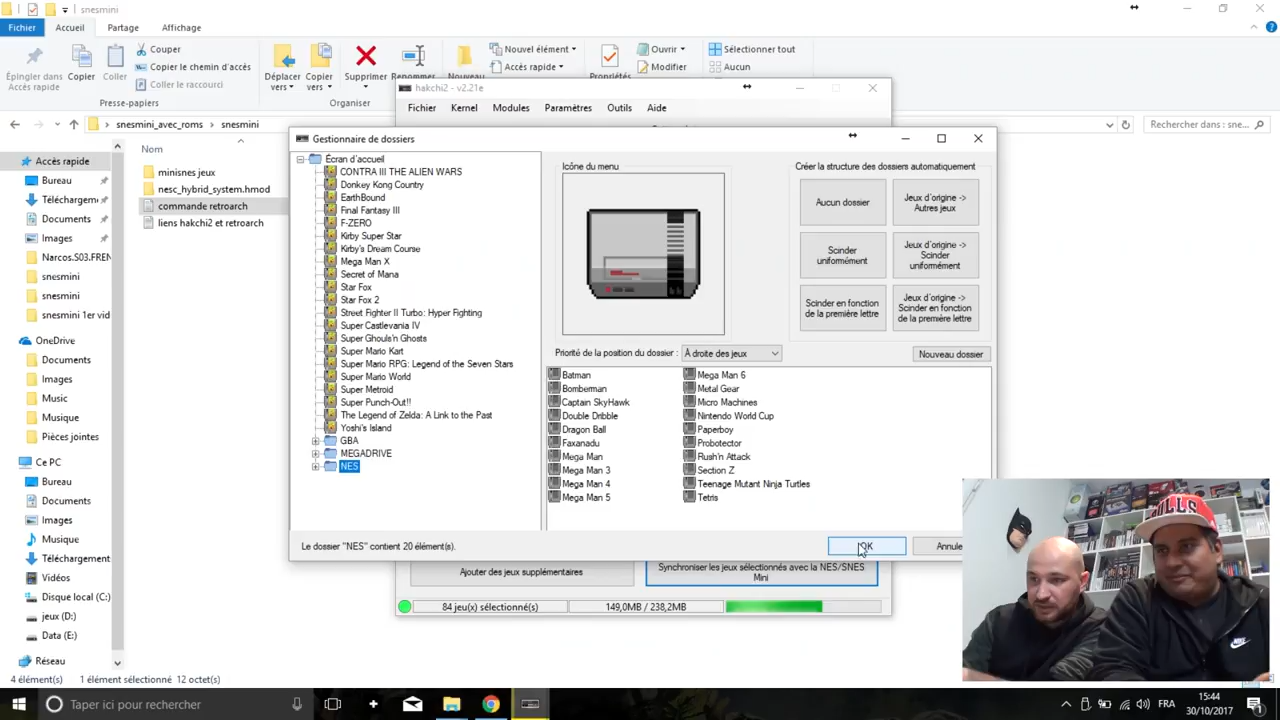 snesmini
Fichier
Accueil
Partage
Affichage
Épingler dans
Accès rapide
Copier
Coller
Couper
Copier le chemin d'accès
Coller le raccourci
Presse-papiers
Déplacer
vers
Copier
vers
Supprimer
Renommer
Organiser
Nouveau
Nouvel élément
Accès rapide
Propriétés
Ouvrir
Modifier
Sélectionner tout
Aucun
snesmini_avec_roms > snesmini
Rechercher dans : sne...
Accès rapide
Bureau
Téléchargem
Documents
Images
Narcos.S03.FREN
snesmini
snesmini
snesmini 1er vid
OneDrive
Documents
Images
Music
Musique
Pièces jointes
Ce PC
Bureau
Documents
Images
Musique
Téléchargement
Vidéos
Disque local (C:
jeux (D:)
Data (E:)
Réseau
Nom
minisnes jeux
nesc_hybrid_system.hmod
commande retroarch
liens hakchi2 et retroarch
4 élément(s)
1 élément sélectionné 12 octet(s)
hakchi2 - v2.21e
Fichier
Kernel
Modules
Paramètres
Outils
Aide
Gestionnaire de dossiers
Écran d'accueil
CONTRA III THE ALIEN WARS
Donkey Kong Country
EarthBound
Final Fantasy III
F-ZERO
Kirby Super Star
Kirby's Dream Course
Mega Man X
Secret of Mana
Star Fox
Star Fox 2
Street Fighter II Turbo: Hyper Fighting
Super Castlevania IV
Super Ghouls'n Ghosts
Super Mario Kart
Super Mario RPG: Legend of the Seven Stars
Super Mario World
Super Metroid
Super Punch-Out!!
The Legend of Zelda: A Link to the Past
Yoshi's Island
GBA
MEGADRIVE
NES
Icône du menu
Créer la structure des dossiers automatiquement
Aucun dossier
Jeux d'origine ->
Autres jeux
Scinder
uniformément
Jeux d'origine ->
Scinder
uniformément
Scinder en fonction
de la première lettre
Jeux d'origine ->
Scinder en fonction
de la première lettre
Priorité de la position du dossier :
À droite des jeux
Nouveau dossier
Batman
Bomberman
Captain SkyHawk
Double Dribble
Dragon Ball
Faxanadu
Mega Man
Mega Man 3
Mega Man 4
Mega Man 5
Mega Man 6
Metal Gear
Micro Machines
Nintendo World Cup
Paperboy
Probotector
Rush'n Attack
Section Z
Teenage Mutant Ninja Turtles
Tetris
Le dossier "NES" contient 20 élément(s).
OK
Annule
Ajouter des jeux supplémentaires
Synchroniser les jeux sélectionnés avec la NES/SNES
Mini
84 jeu(x) sélectionné(s)
149,0MB / 238,2MB
BULLS
Taper ici pour rechercher
FRA
15:44
30/10/2017